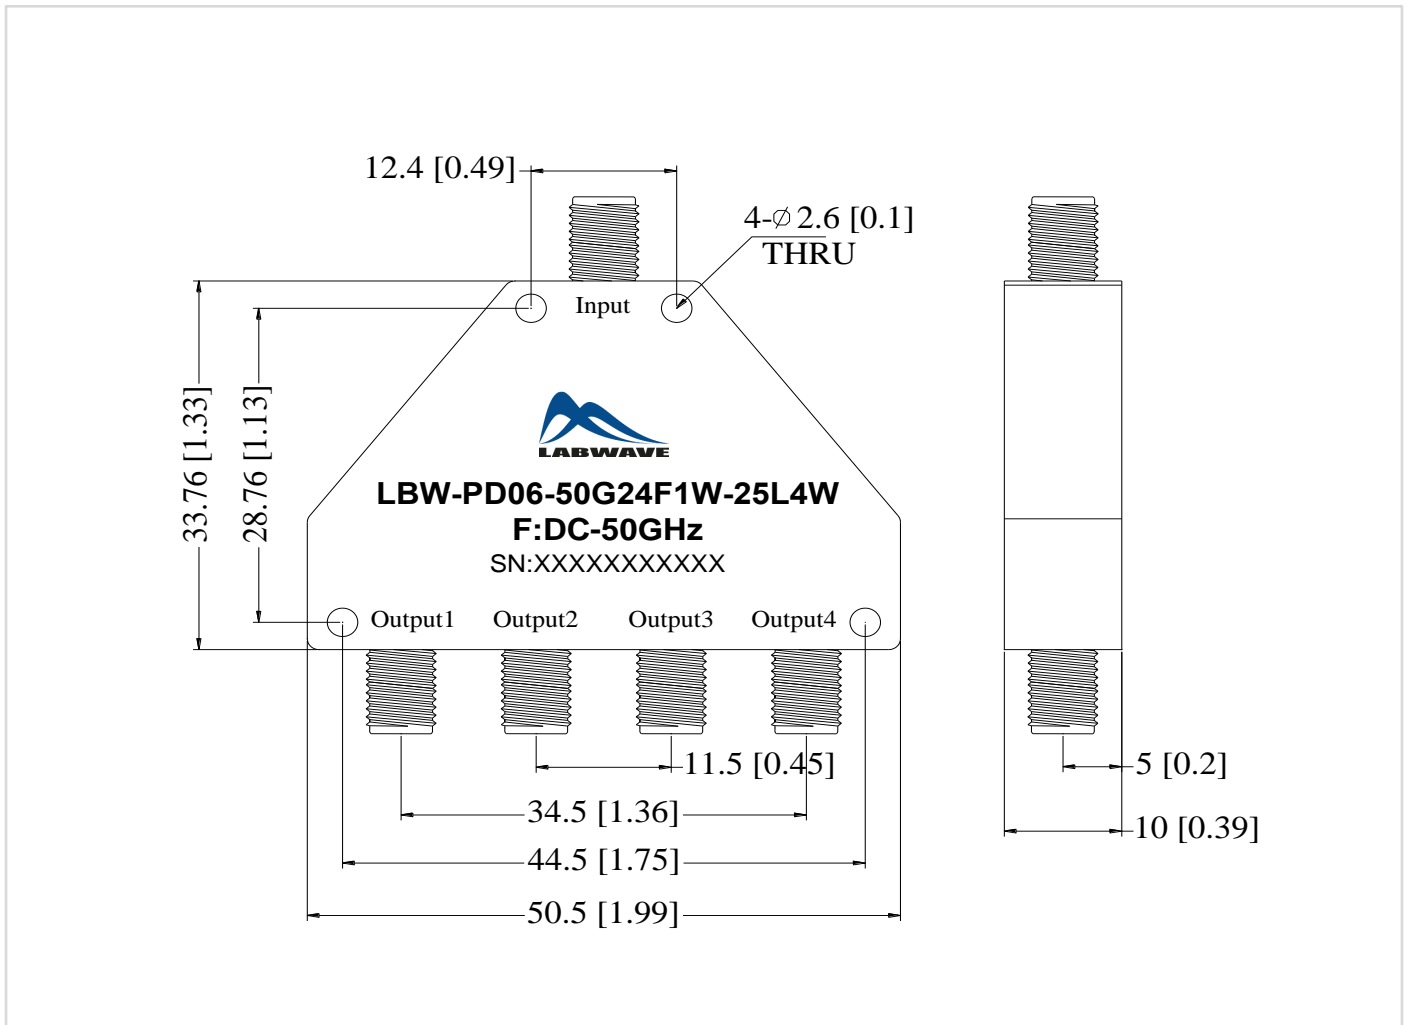 12.4 [0.49]
4-⌀ 2.6 [0.1]
THRU
Input
33.76 [1.33]
28.76 [1.13]
LABWAVE
LBW-PD06-50G24F1W-25L4W
F:DC-50GHz
SN:XXXXXXXXXXX
Output1 Output2 Output3 Output4
11.5 [0.45]
5 [0.2]
34.5 [1.36]
10 [0.39]
44.5 [1.75]
50.5 [1.99]